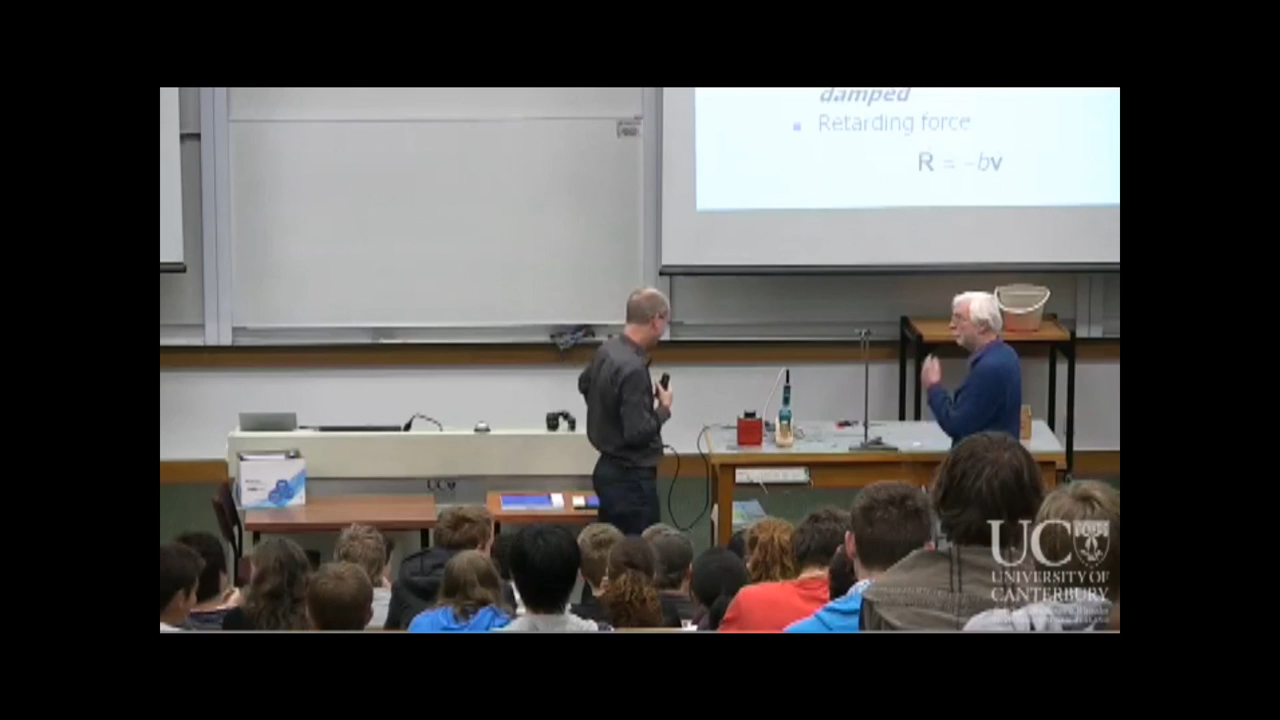 damped
Retarding force
R = -bv
UC
UNIVERSITY OF
CANTERBURY